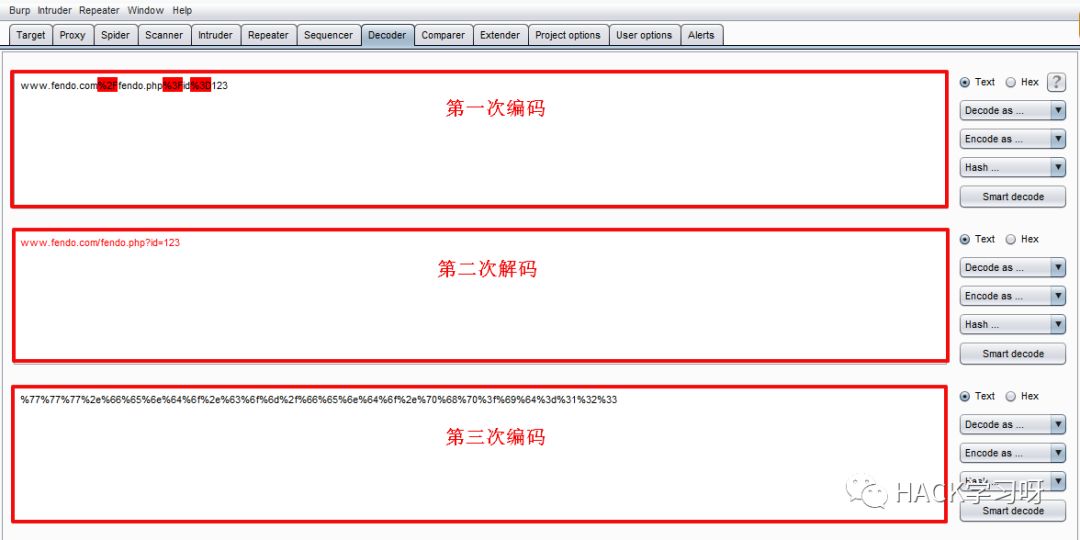 Burp Intruder Repeater Window Help
Target Proxy Spider Scanner Intruder Repeater Sequencer Decoder Comparer Extender Project options User options Alerts
www.fendo.com%2Ffendo.php%3Fid%3D123
第一次编码
Text Hex ?
Decode as ...
Encode as ...
Hash ...
Smart decode
www.fendo.com/fendo.php?id=123
第二次解码
Text Hex
Decode as ...
Encode as ...
Hash ...
Smart decode
%77%77%77%2e%66%65%6e%64%6f%2e%63%6f%6d%2f%66%65%6e%64%6f%2e%70%68%70%3f%69%64%3d%31%32%33
第三次编码
Text Hex
Decode as ...
Encode as ...
Hash ...
HACK学习呀
Smart decode